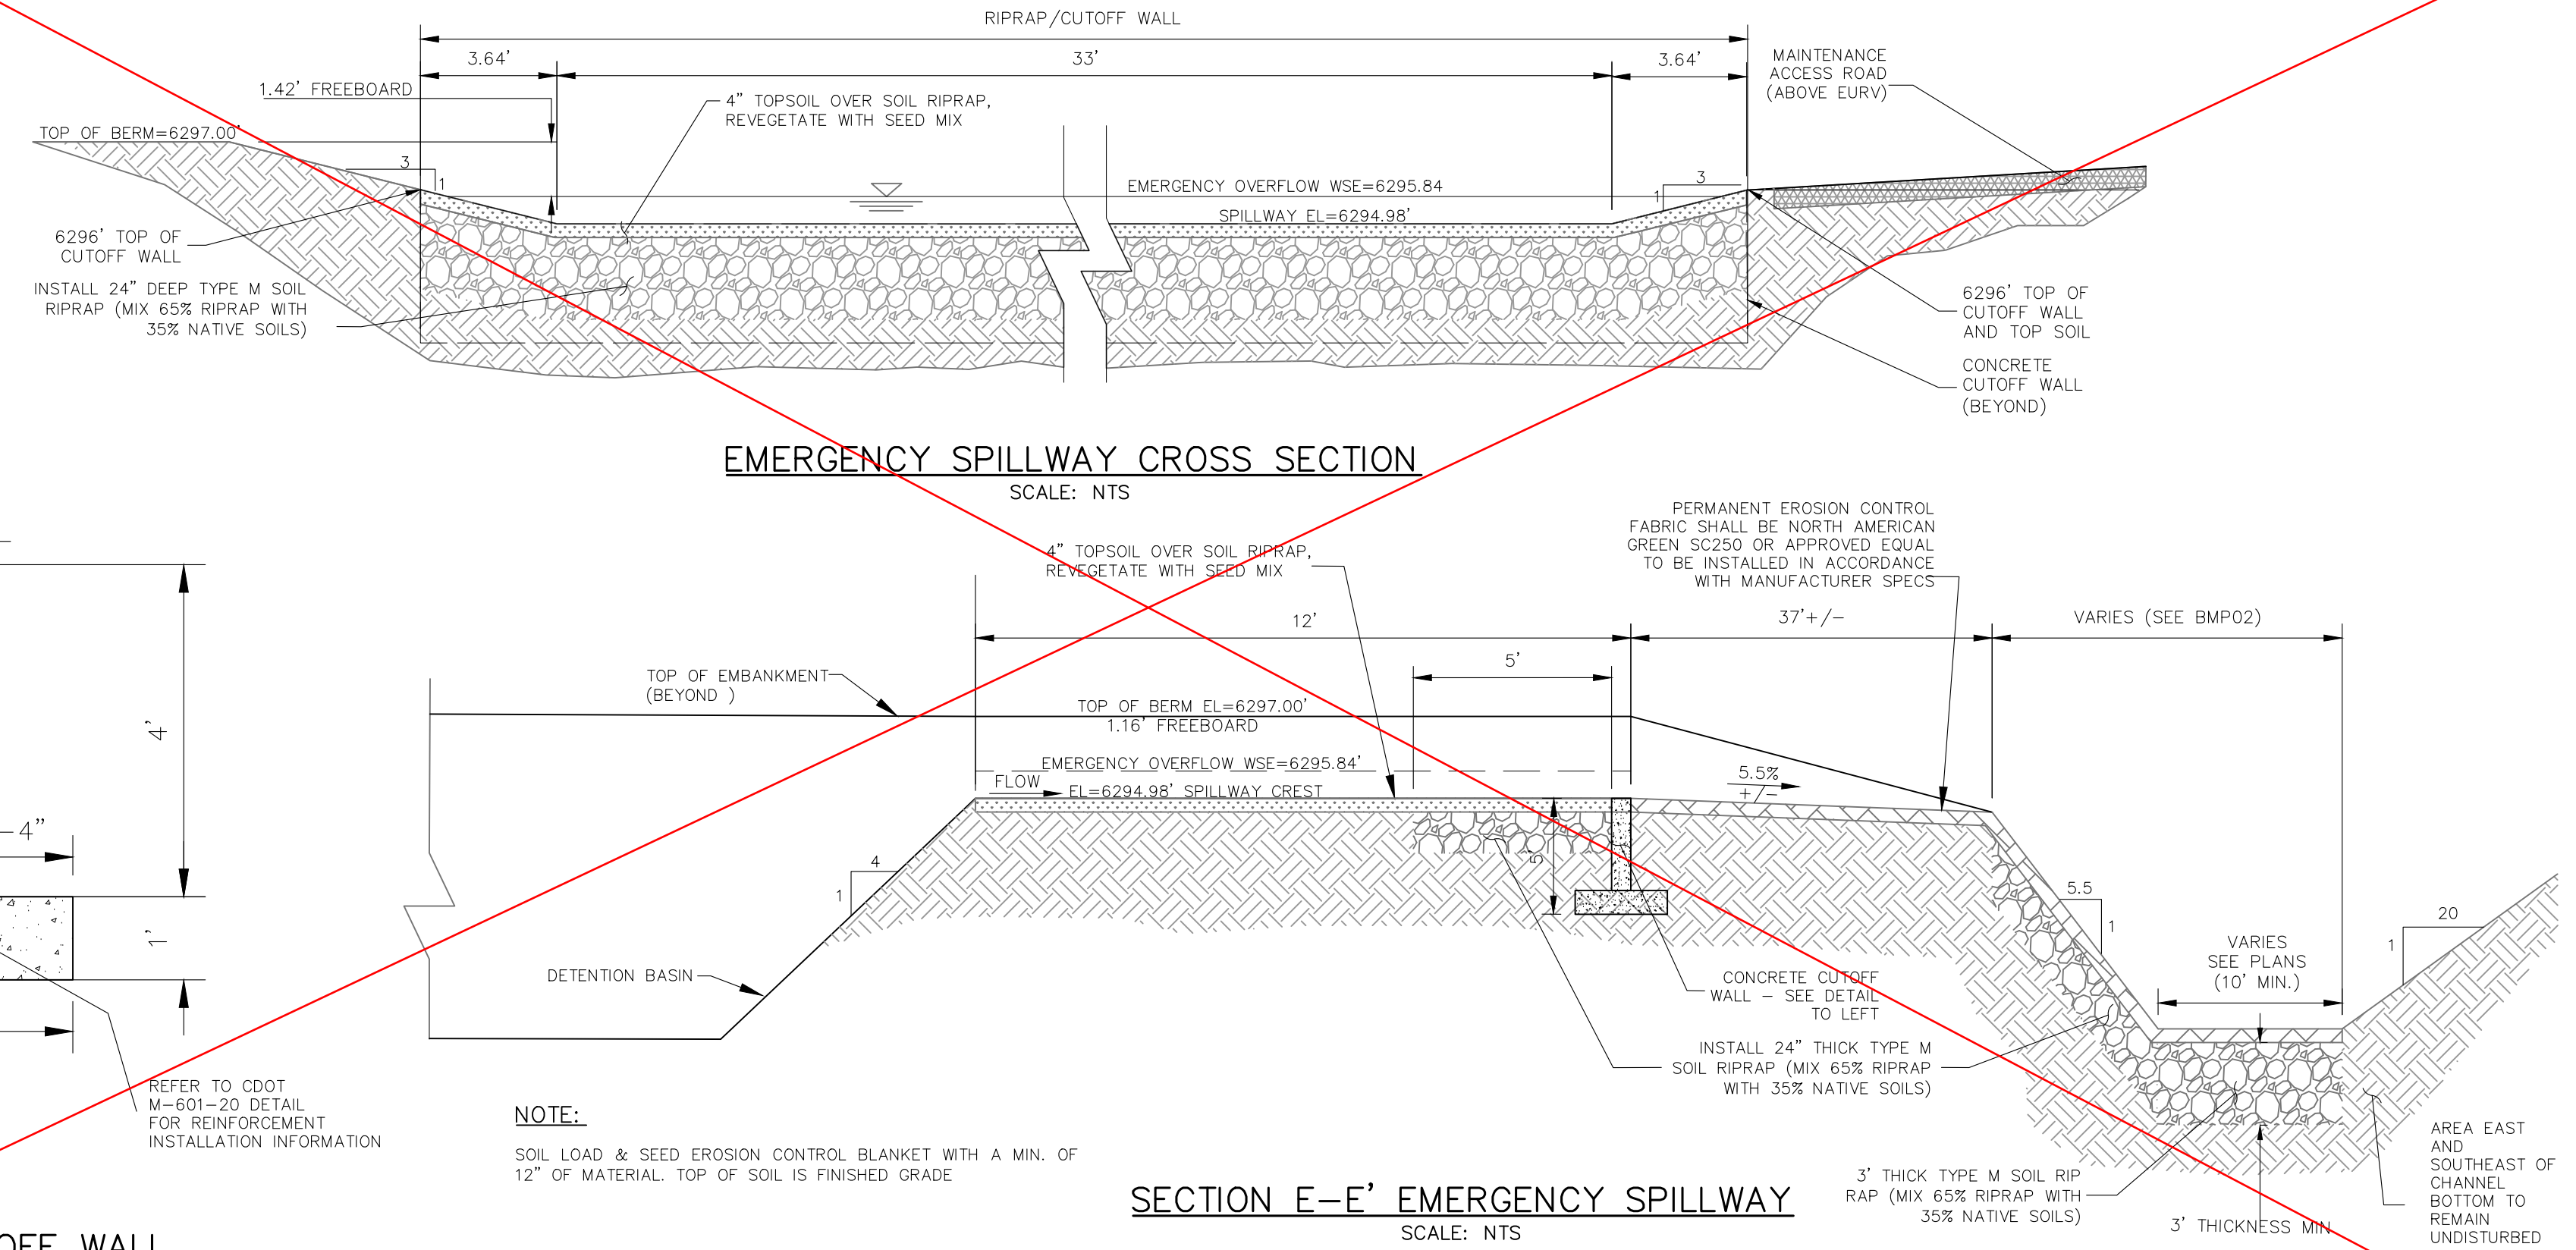 RIPRAP/CUTOFF WALL
3.64'
33'
3.64'
1.42' FREEBOARD
4" TOPSOIL OVER SOIL RIPRAP,
REVEGETATE WITH SEED MIX
MAINTENANCE
ACCESS ROAD
(ABOVE EURV)
TOP OF BERM=6297.00'
3
1
EMERGENCY OVERFLOW WSE=6295.84
3
1
SPILLWAY EL=6294.98'
6296' TOP OF
CUTOFF WALL
INSTALL 24" DEEP TYPE M SOIL
RIPRAP (MIX 65% RIPRAP WITH
35% NATIVE SOILS)
6296' TOP OF
CUTOFF WALL
AND TOP SOIL
CONCRETE
CUTOFF WALL
(BEYOND)
EMERGENCY SPILLWAY CROSS SECTION
SCALE: NTS
PERMANENT EROSION CONTROL
FABRIC SHALL BE NORTH AMERICAN
GREEN SC250 OR APPROVED EQUAL
TO BE INSTALLED IN ACCORDANCE
WITH MANUFACTURER SPECS
4" TOPSOIL OVER SOIL RIPRAP,
REVEGETATE WITH SEED MIX
12'
37'+/-
VARIES (SEE BMP02)
5'
TOP OF EMBANKMENT
(BEYOND )
TOP OF BERM EL=6297.00'
1.16' FREEBOARD
EMERGENCY OVERFLOW WSE=6295.84'
FLOW
EL=6294.98' SPILLWAY CREST
5.5%
+/-
4'
-4"
1'
4
1
5'
5.5
1
20
1
VARIES
SEE PLANS
(10' MIN.)
DETENTION BASIN
CONCRETE CUTOFF
WALL - SEE DETAIL
TO LEFT
INSTALL 24" THICK TYPE M
SOIL RIPRAP (MIX 65% RIPRAP
WITH 35% NATIVE SOILS)
REFER TO CDOT
M-601-20 DETAIL
FOR REINFORCEMENT
INSTALLATION INFORMATION
NOTE:
SOIL LOAD & SEED EROSION CONTROL BLANKET WITH A MIN. OF
12" OF MATERIAL. TOP OF SOIL IS FINISHED GRADE
3' THICK TYPE M SOIL RIP
RAP (MIX 65% RIPRAP WITH
35% NATIVE SOILS)
3' THICKNESS MIN
AREA EAST
AND
SOUTHEAST OF
CHANNEL
BOTTOM TO
REMAIN
UNDISTURBED
SECTION E-E' EMERGENCY SPILLWAY
SCALE: NTS
OFF WALL